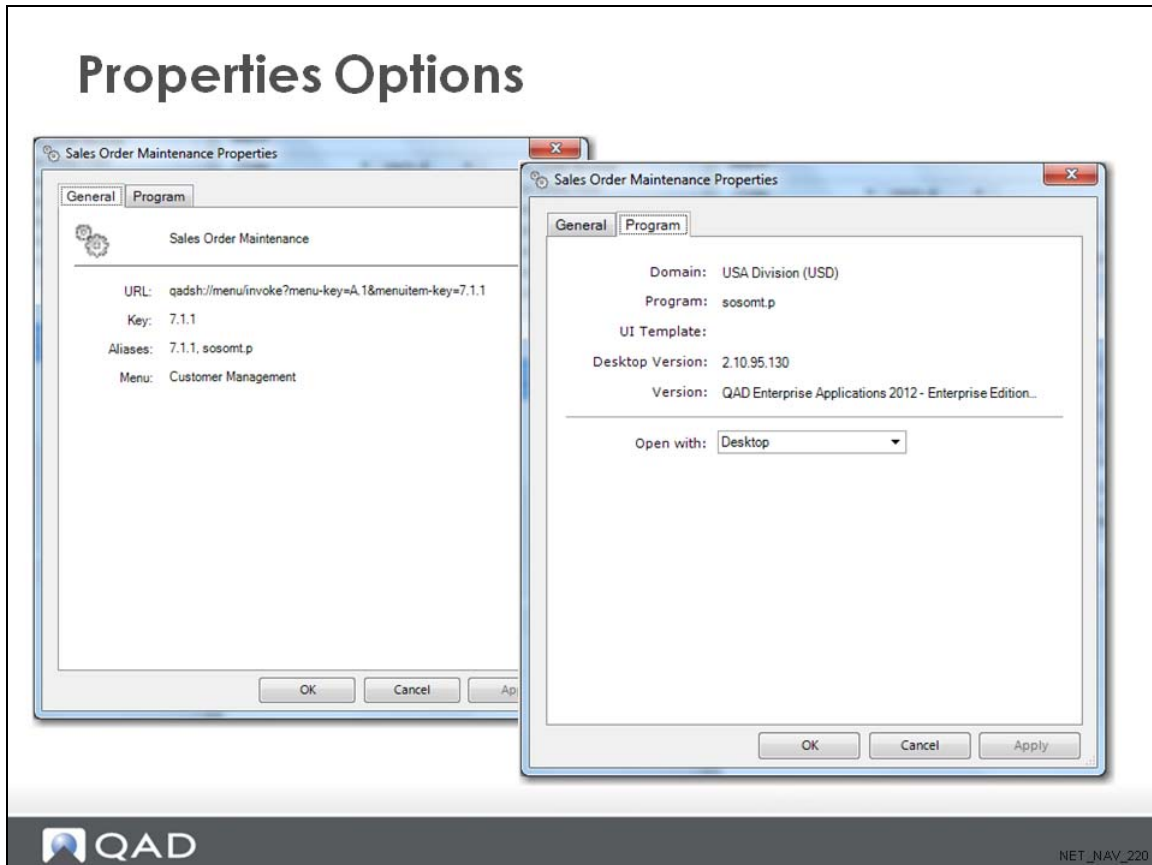 Properties Options
Sales Order Maintenance Properties
General Program
Sales Order Maintenance
URL: qadsh://menu/invoke?menu-key=A.1&menuitem-key=7.1.1
Key: 7.1.1
Aliases: 7.1.1, sosomt.p
Menu: Customer Management
OK Cancel Ap
Sales Order Maintenance Properties
General Program
Domain: USA Division (USD)
Program: sosomt.p
UI Template:
Desktop Version: 2.10.95.130
Version: QAD Enterprise Applications 2012 - Enterprise Edition...
Open with: Desktop
OK Cancel Apply
QAD
NET_NAV_220